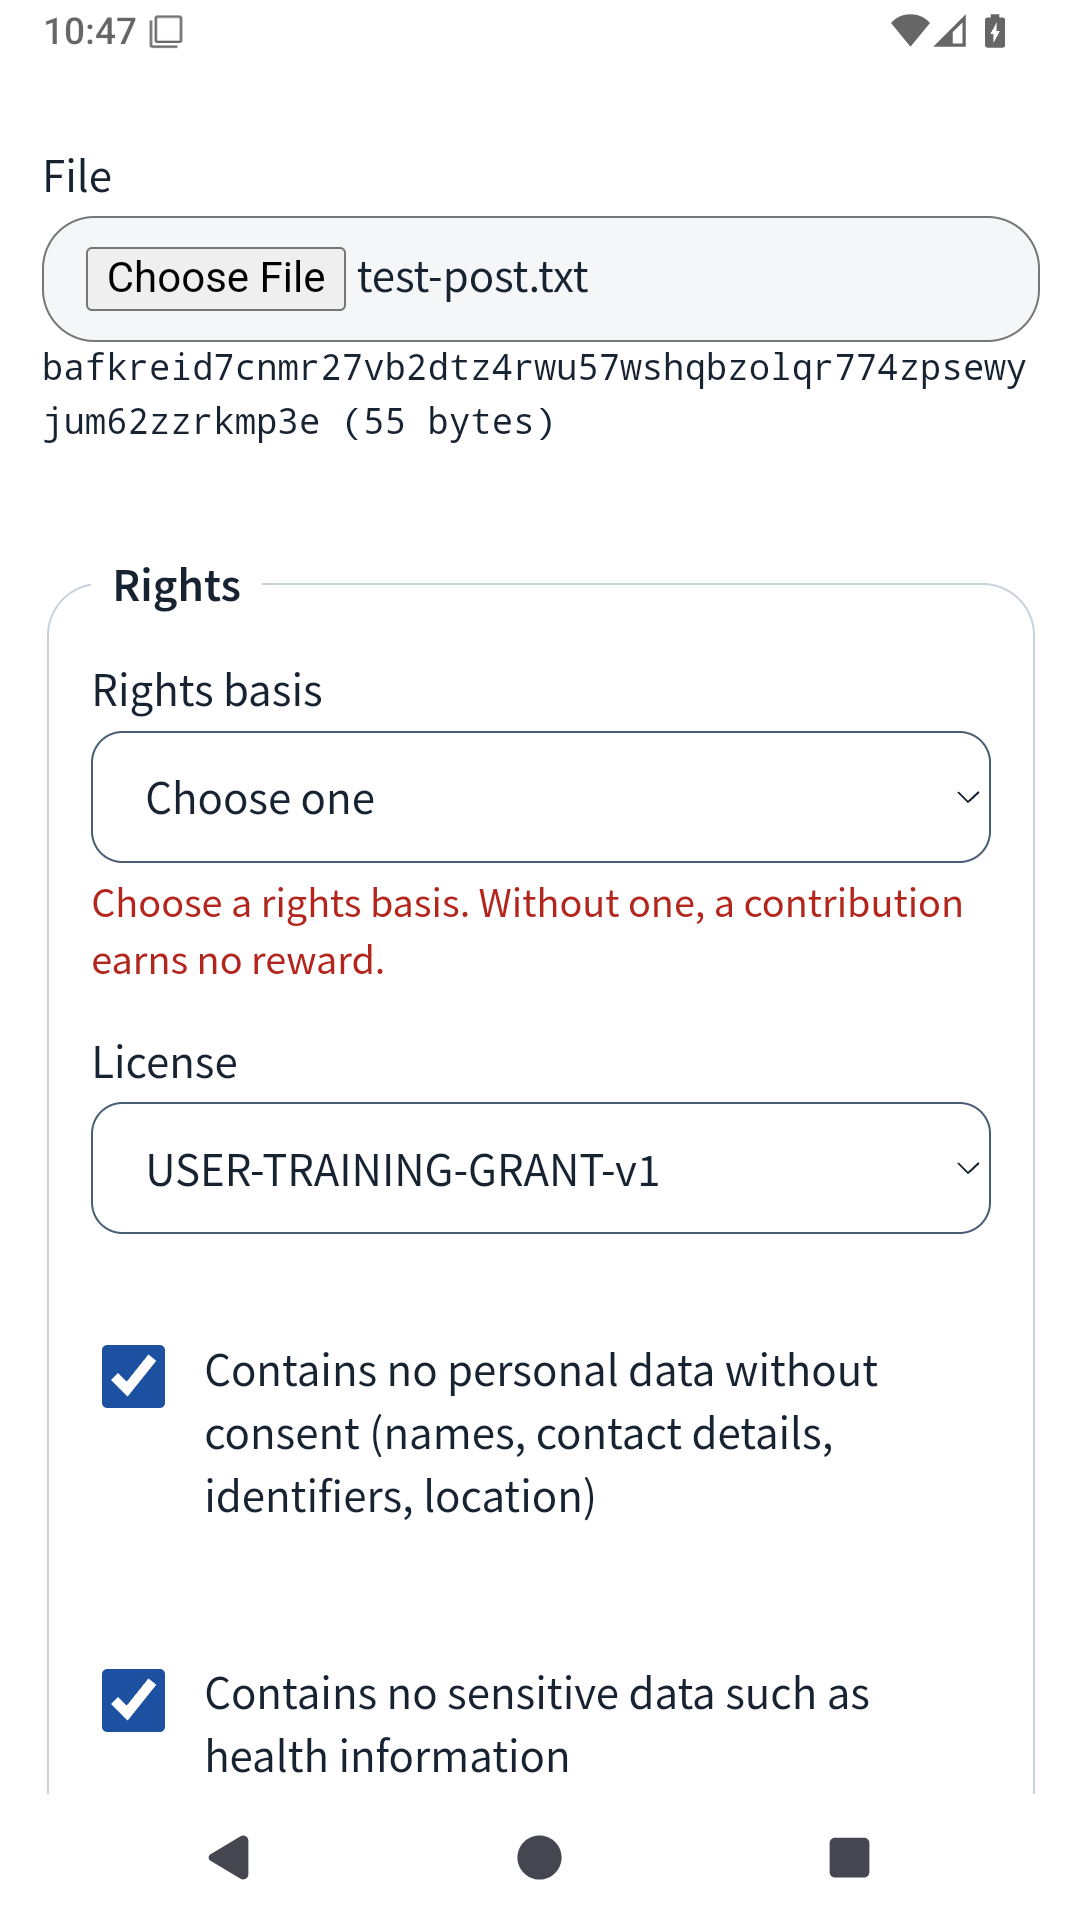 10:47
File
Choose File test-post.txt
bafkreid7cnmr27vb2dtz4rwu57wshqbzolqr774zpsewy
jum62zzrkmp3e (55 bytes)
Rights
Rights basis
Choose one
Choose a rights basis. Without one, a contribution
earns no reward.
License
USER-TRAINING-GRANT-v1
Contains no personal data without
consent (names, contact details,
identifiers, location)
Contains no sensitive data such as
health information